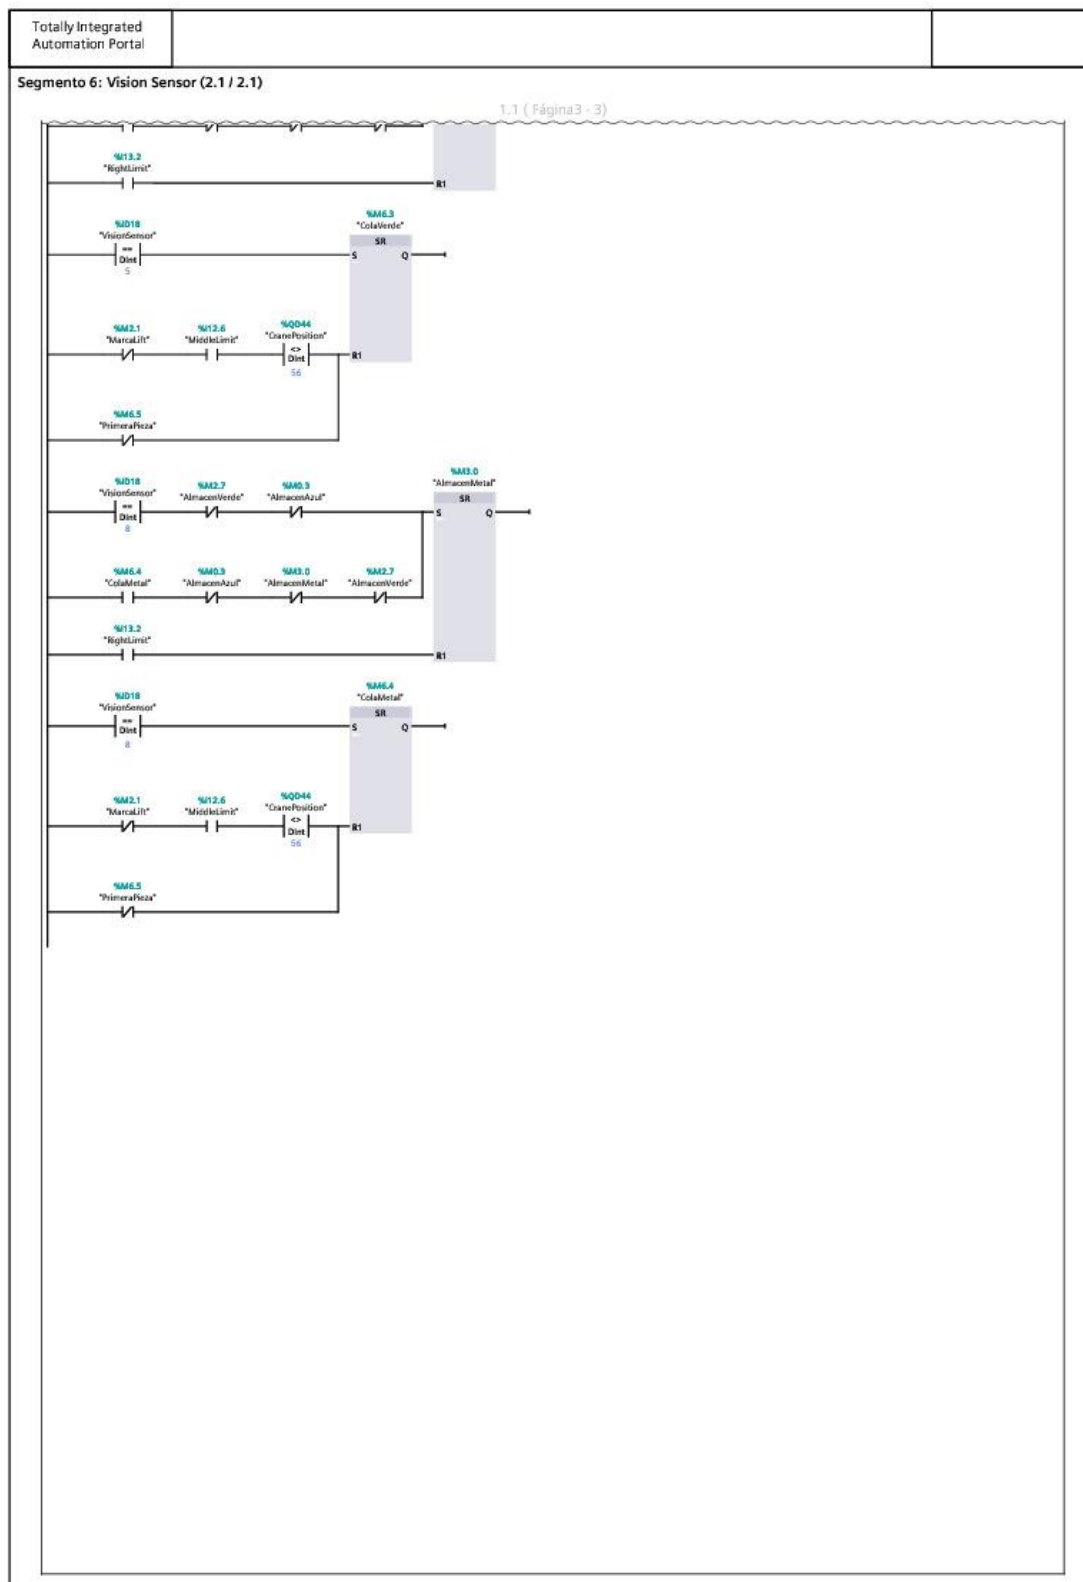 Totally Integrated
Automation Portal
Segmento 6: Vision Sensor (2.1 / 2.1)
1.1 ( Página3 - 3)
%I13.2
"RightLimit"
R1
%ID18
"VisionSensor"
==
DInt
5
%M6.3
"ColaVerde"
SR
S Q
%M2.1
"MarcaLift"
%I12.6
"MiddleLimit"
%QD44
"CranePosition"
<>
DInt
56
R1
%M6.5
"PrimeraPieza"
%ID18
"VisionSensor"
==
DInt
8
%M2.7
"AlmacenVerde"
%M0.3
"AlmacenAzul"
%M3.0
"AlmacenMetal"
SR
S Q
%M6.4
"ColaMetal"
%M0.3
"AlmacenAzul"
%M3.0
"AlmacenMetal"
%M2.7
"AlmacenVerde"
%I13.2
"RightLimit"
R1
%ID18
"VisionSensor"
==
DInt
8
%M6.4
"ColaMetal"
SR
S Q
%M2.1
"MarcaLift"
%I12.6
"MiddleLimit"
%QD44
"CranePosition"
<>
DInt
56
R1
%M6.5
"PrimeraPieza"